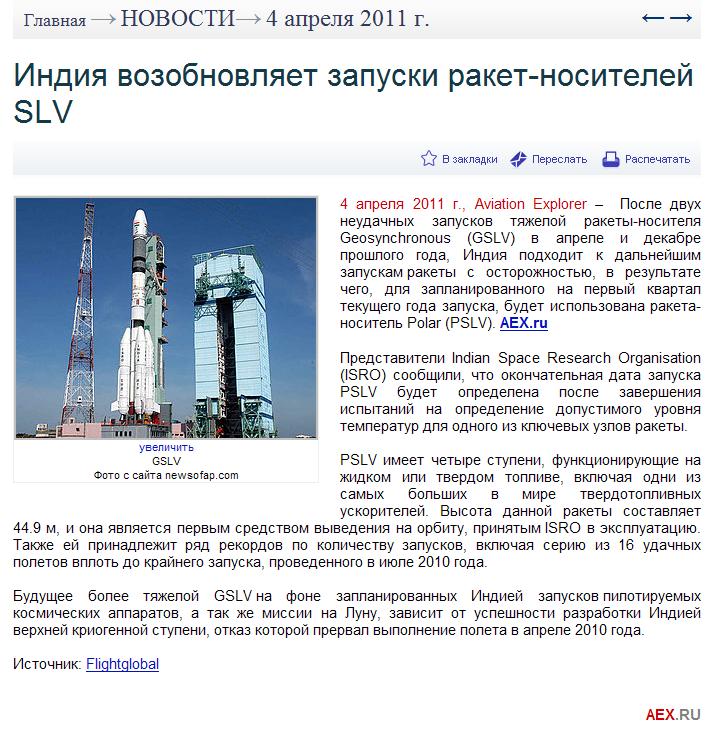 Главная → НОВОСТИ → 4 апреля 2011 г. ← →
Индия возобновляет запуски ракет-носителей
SLV
В закладки Переслать Распечатать
увеличить
GSLV
Фото с сайта newsofap.com
4 апреля 2011 г., Aviation Explorer – После двух
неудачных запусков тяжелой ракеты-носителя
Geosynchronous (GSLV) в апреле и декабре
прошлого года, Индия подходит к дальнейшим
запускам ракеты с осторожностью, в результате
чего, для запланированного на первый квартал
текущего года запуска, будет использована ракета-
носитель Polar (PSLV). AEX.ru
Представители Indian Space Research Organisation
(ISRO) сообщили, что окончательная дата запуска
PSLV будет определена после завершения
испытаний на определение допустимого уровня
температур для одного из ключевых узлов ракеты.
PSLV имеет четыре ступени, функционирующие на
жидком или твердом топливе, включая одни из
самых больших в мире твердотопливных
ускорителей. Высота данной ракеты составляет
44.9 м, и она является первым средством выведения на орбиту, принятым ISRO в эксплуатацию.
Также ей принадлежит ряд рекордов по количеству запусков, включая серию из 16 удачных
полетов вплоть до крайнего запуска, проведенного в июле 2010 года.
Будущее более тяжелой GSLV на фоне запланированных Индией запусков пилотируемых
космических аппаратов, а так же миссии на Луну, зависит от успешности разработки Индией
верхней криогенной ступени, отказ которой прервал выполнение полета в апреле 2010 года.
Источник: Flightglobal
AEX.RU